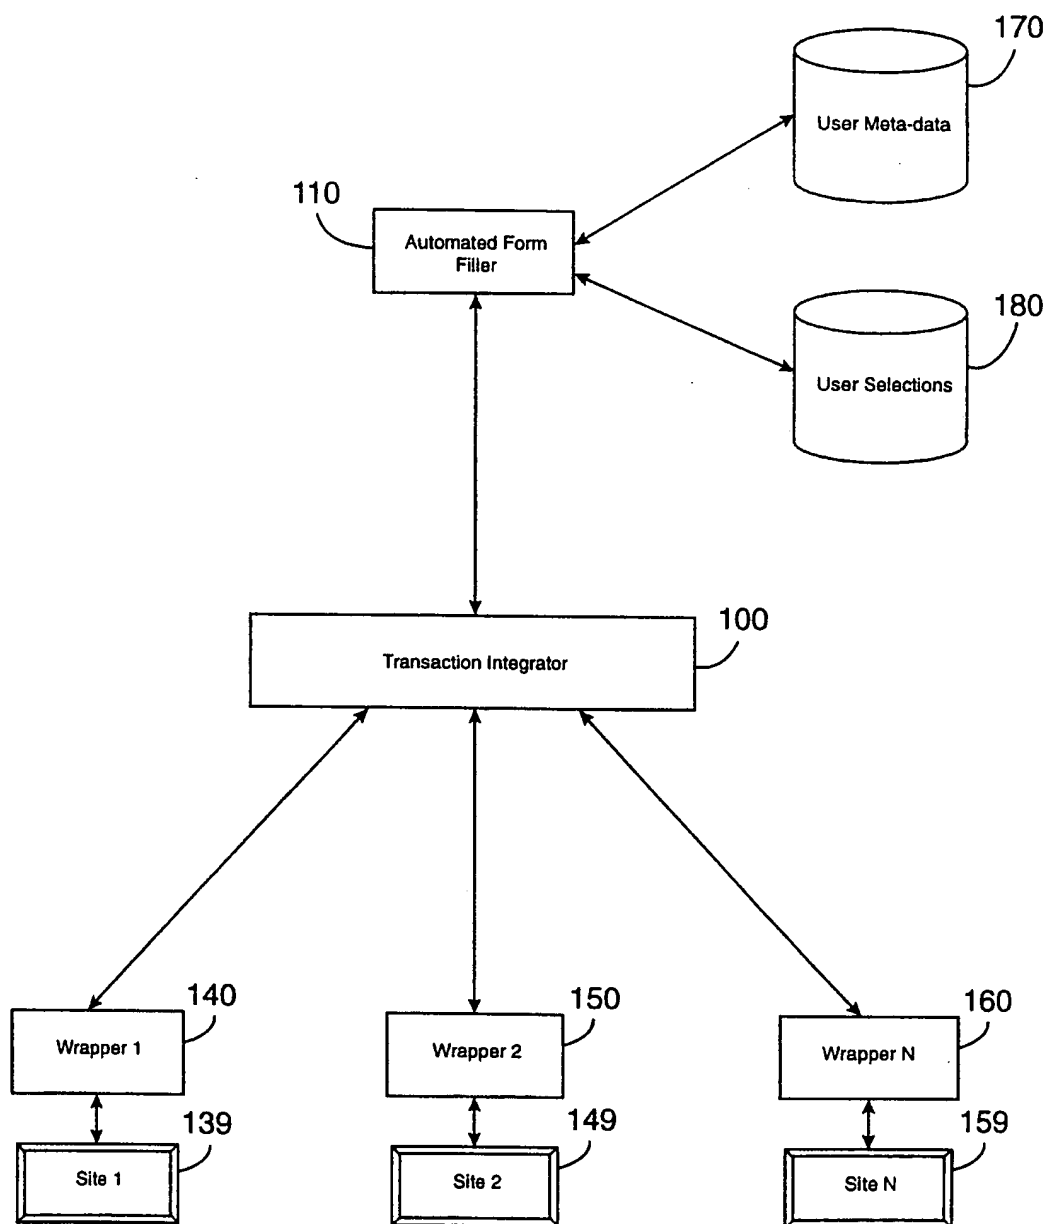 170
User Meta-data
110
Automated Form
Filler
180
User Selections
100
Transaction Integrator
140
Wrapper 1
150
Wrapper 2
160
Wrapper N
139
Site 1
149
Site 2
159
Site N